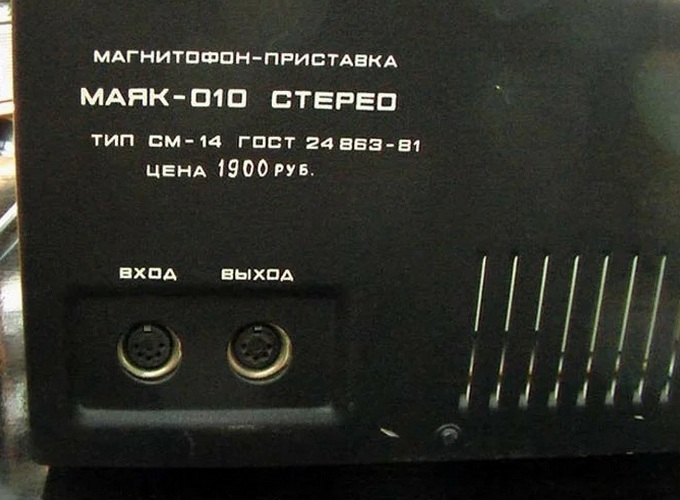 МАГНИТОФОН-ПРИСТАВКА
МАЯК-010 СТЕРЕО
ТИП СМ-14 ГОСТ 24863-81
ЦЕНА 1900 РУБ.
ВХОД ВЫХОД